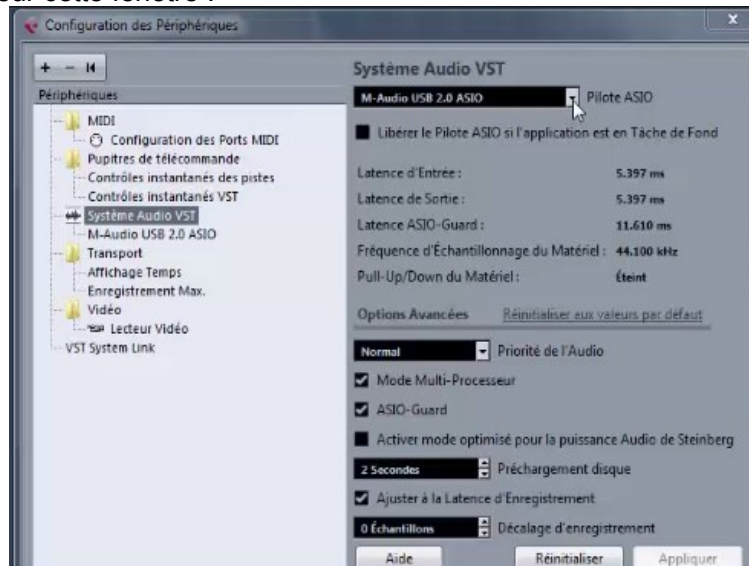 Configuration des Périphériques
Périphériques
MIDI
Configuration des Ports MIDI
Pupitres de télécommande
Contrôles instantanés des pistes
Contrôles instantanés VST
Système Audio VST
M-Audio USB 2.0 ASIO
Transport
Affichage Temps
Enregistrement Max.
Vidéo
Lecteur Vidéo
VST System Link
Système Audio VST
M-Audio USB 2.0 ASIO Pilote ASIO
Libérer le Pilote ASIO si l'application est en Tâche de Fond
Latence d'Entrée : 5.397 ms
Latence de Sortie : 5.397 ms
Latence ASIO-Guard : 11.610 ms
Fréquence d'Échantillonnage du Matériel : 44.100 kHz
Pull-Up/Down du Matériel : Éteint
Options Avancées Réinitialiser aux valeurs par défaut
Normal Priorité de l'Audio
Mode Multi-Processeur
ASIO-Guard
Activer mode optimisé pour la puissance Audio de Steinberg
2 Secondes Préchargement disque
Ajuster à la Latence d'Enregistrement
0 Échantillons Décalage d'enregistrement
Aide Réinitialiser Appliquer